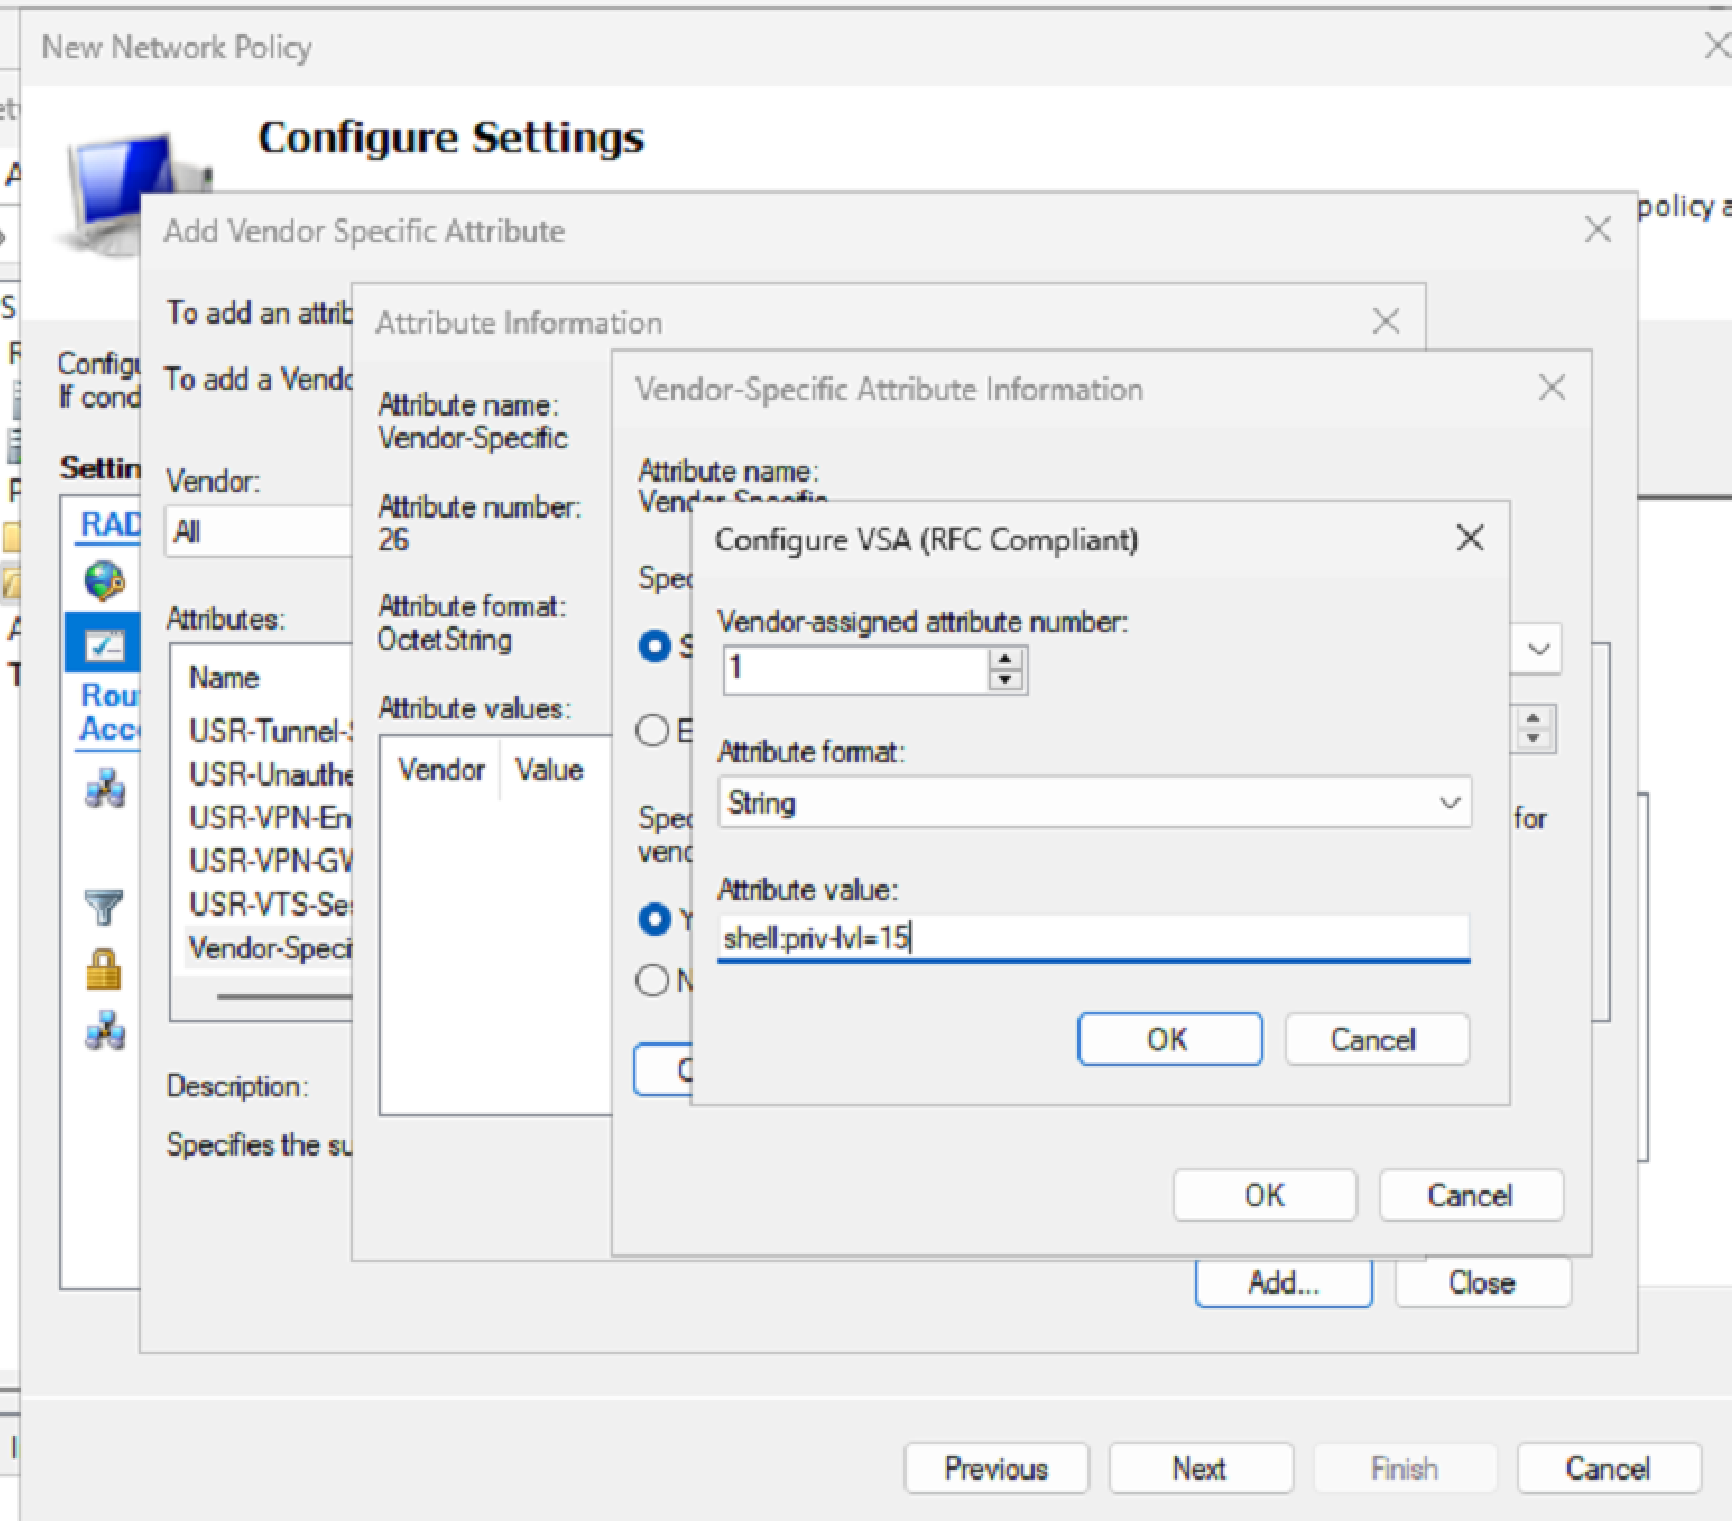 New Network Policy
Configure Settings
policy a
Add Vendor Specific Attribute
To add an attrib
To add a Vendo
Configu
If cond
Settin
RAD
Rou
Acc
Vendor:
All
Attributes:
Name
USR-Tunnel-S
USR-Unauthe
USR-VPN-En
USR-VPN-GW
USR-VTS-Ses
Vendor-Speci
Description:
Specifies the su
Attribute Information
Attribute name:
Vendor-Specific
Attribute number:
26
Attribute format:
OctetString
Attribute values:
Vendor Value
Vendor-Specific Attribute Information
Attribute name:
Vendor-Specific
Spec
S
E
Spec for
vend
Y
N
C
Configure VSA (RFC Compliant)
Vendor-assigned attribute number:
1
Attribute format:
String
Attribute value:
shell:priv-lvl=15
OK Cancel
OK Cancel
Add... Close
Previous Next Finish Cancel